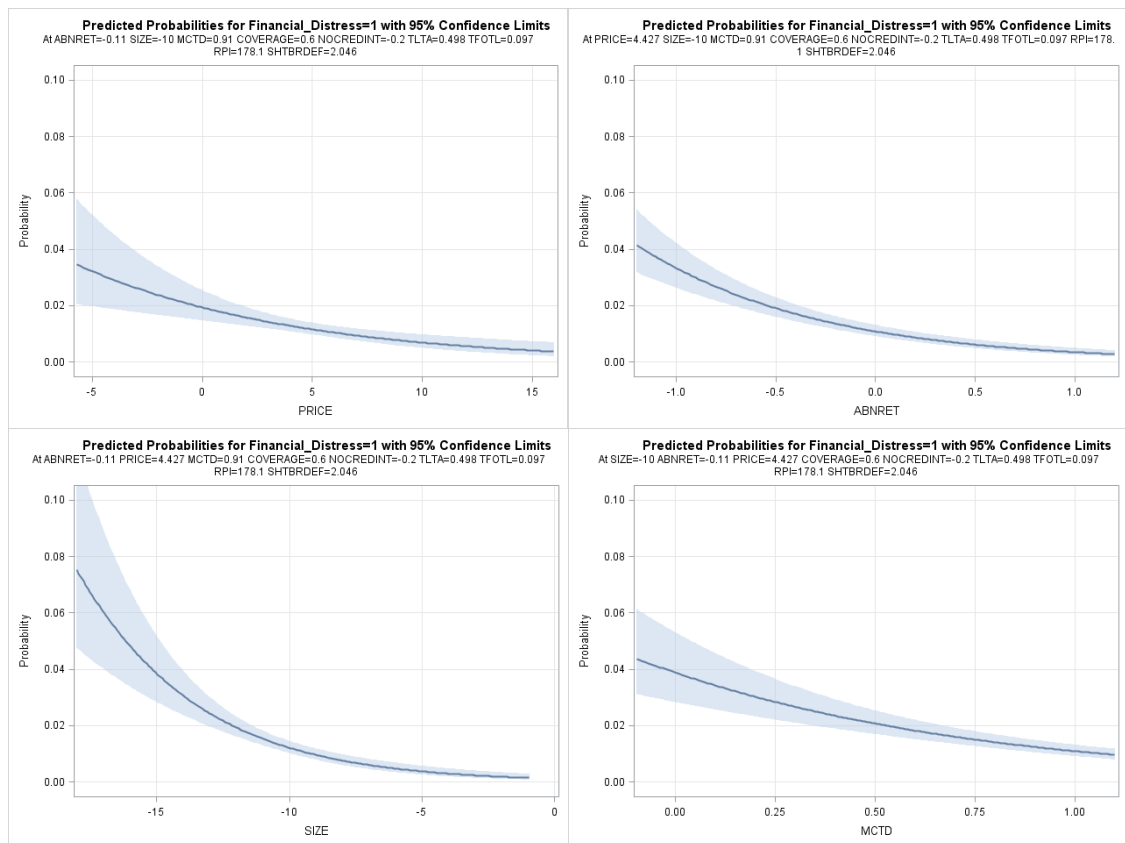 Predicted Probabilities for Financial_Distress=1 with 95% Confidence Limits
At ABNRET=-0.11 SIZE=-10 MCTD=0.91 COVERAGE=0.6 NOCREDINT=-0.2 TLTA=0.498 TFOTL=0.097
RPI=178.1 SHTBRDEF=2.046
0.10
0.08
0.06
0.04
0.02
0.00
Probability
-5
0
5
10
15
PRICE
Predicted Probabilities for Financial_Distress=1 with 95% Confidence Limits
At PRICE=4.427 SIZE=-10 MCTD=0.91 COVERAGE=0.6 NOCREDINT=-0.2 TLTA=0.498 TFOTL=0.097 RPI=178.
1 SHTBRDEF=2.046
0.10
0.08
0.06
0.04
0.02
0.00
Probability
-1.0
-0.5
0.0
0.5
1.0
ABNRET
Predicted Probabilities for Financial_Distress=1 with 95% Confidence Limits
At ABNRET=-0.11 PRICE=4.427 MCTD=0.91 COVERAGE=0.6 NOCREDINT=-0.2 TLTA=0.498 TFOTL=0.097
RPI=178.1 SHTBRDEF=2.046
0.10
0.08
0.06
0.04
0.02
0.00
Probability
-15
-10
-5
0
SIZE
Predicted Probabilities for Financial_Distress=1 with 95% Confidence Limits
At SIZE=-10 ABNRET=-0.11 PRICE=4.427 COVERAGE=0.6 NOCREDINT=-0.2 TLTA=0.498 TFOTL=0.097
RPI=178.1 SHTBRDEF=2.046
0.10
0.08
0.06
0.04
0.02
0.00
Probability
0.00
0.25
0.50
0.75
1.00
MCTD